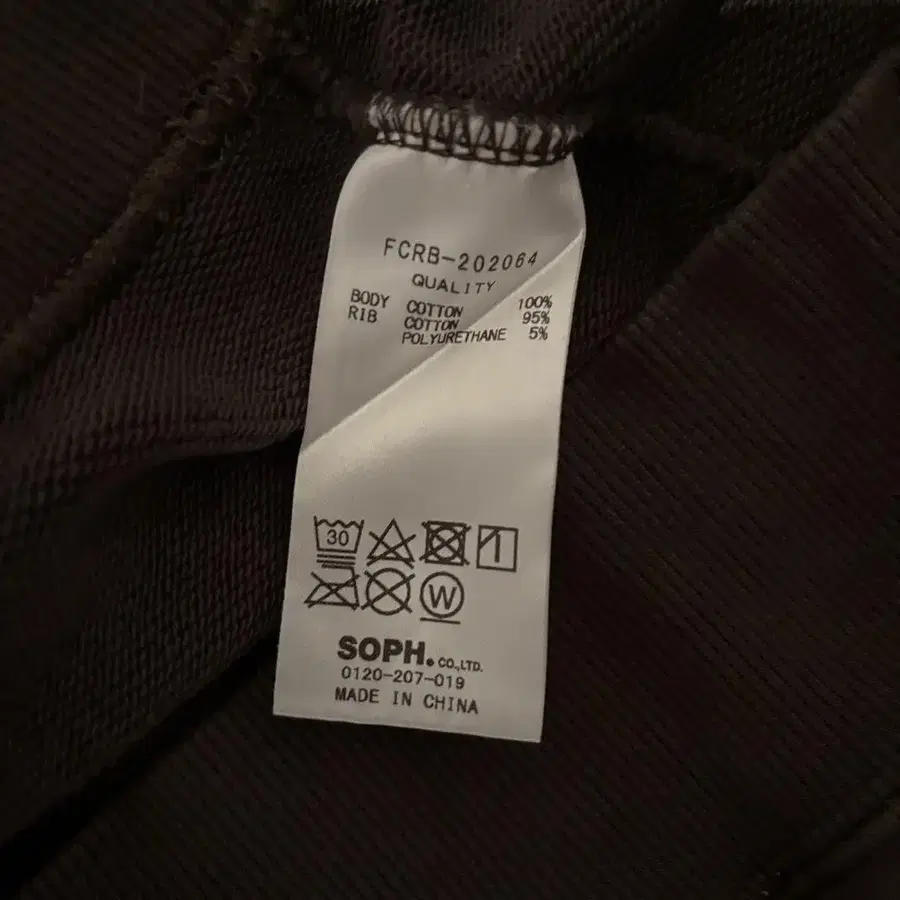 FCRB-202064
QUALITY
BODY COTTON 100%
RIB COTTON 95%
POLYURETHANE 5%
30
W
SOPH. CO.,LTD.
0120-207-019
MADE IN CHINA